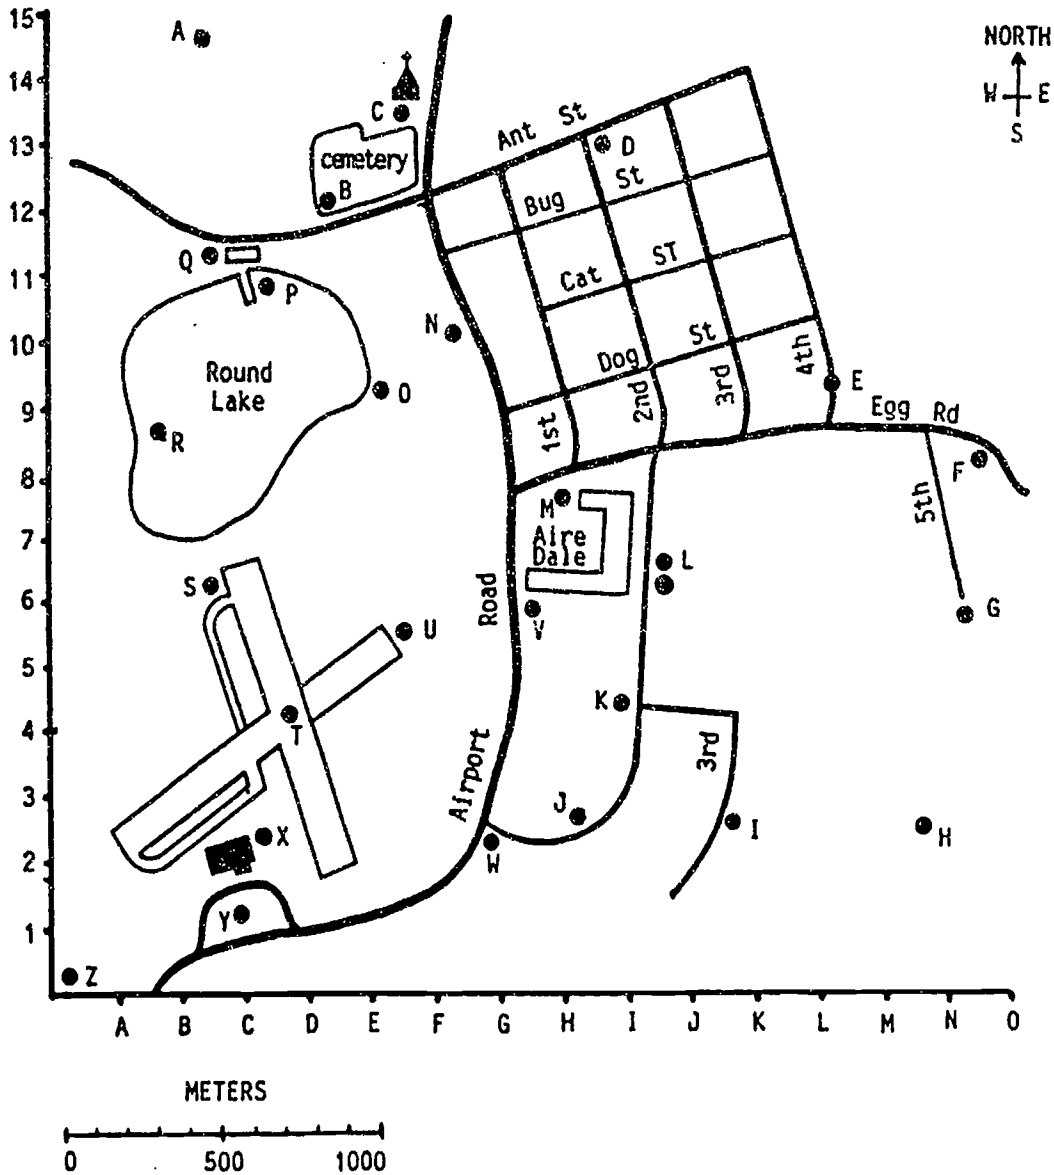 15
14
13
12
11
10
9
8
7
6
5
4
3
2
1
A
B
C
D
E
F
G
H
I
J
K
L
M
N
O
NORTH
W E
S
A
C
cemetery
B
Ant St
D
Bug St
Cat ST
Dog St
1st
2nd
3rd
4th
E
Egg Rd
F
5th
G
Q
P
N
O
Round
Lake
R
M
Aire
Dale
L
V
S
U
T
K
3rd
J
I
H
W
X
Y
Z
Airport Road
METERS
0 500 1000